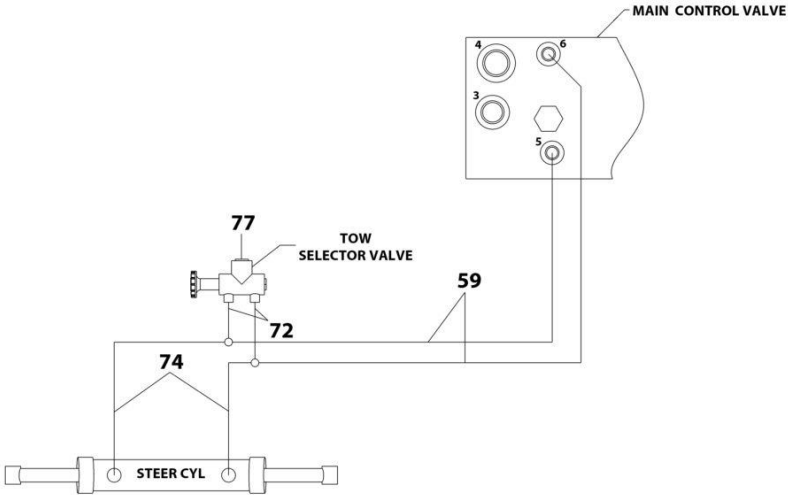 MAIN CONTROL VALVE
4
6
3
5
77
TOW
SELECTOR VALVE
59
72
74
STEER CYL